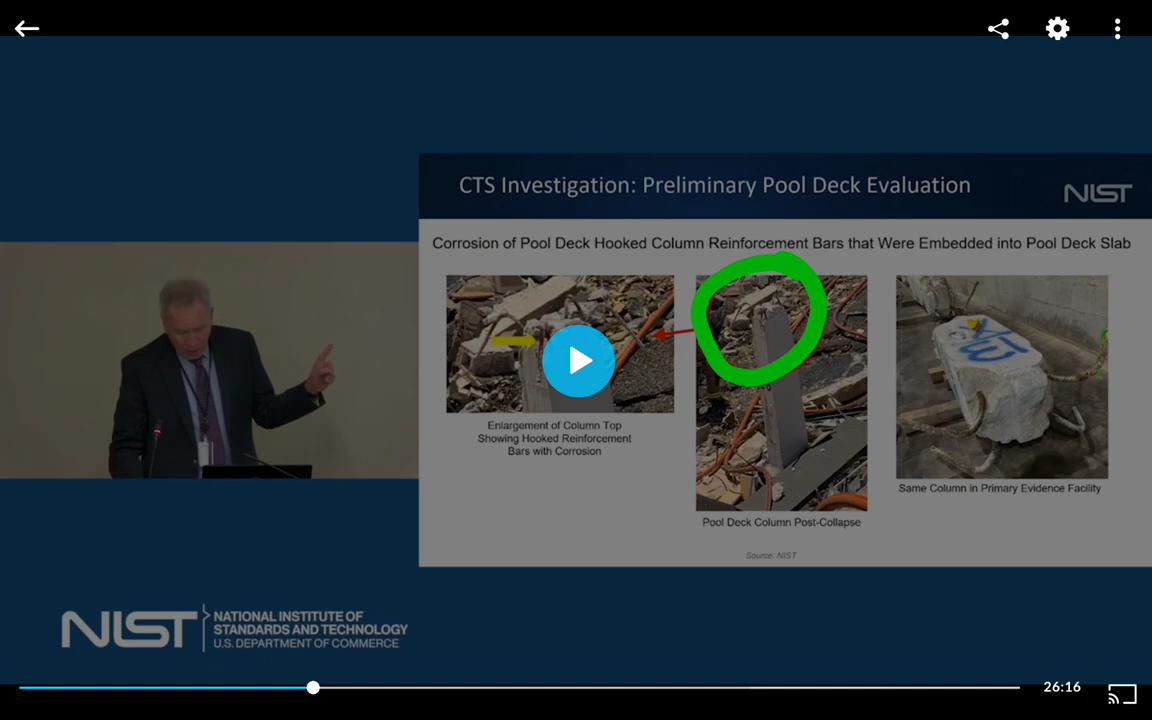 CTS Investigation: Preliminary Pool Deck Evaluation
NIST
Corrosion of Pool Deck Hooked Column Reinforcement Bars that Were Embedded into Pool Deck Slab
Enlargement of Column Top
Showing Hooked Reinforcement
Bars with Corrosion
Pool Deck Column Post-Collapse
Same Column in Primary Evidence Facility
Source: NIST
NIST
NATIONAL INSTITUTE OF
STANDARDS AND TECHNOLOGY
U.S. DEPARTMENT OF COMMERCE
26:16